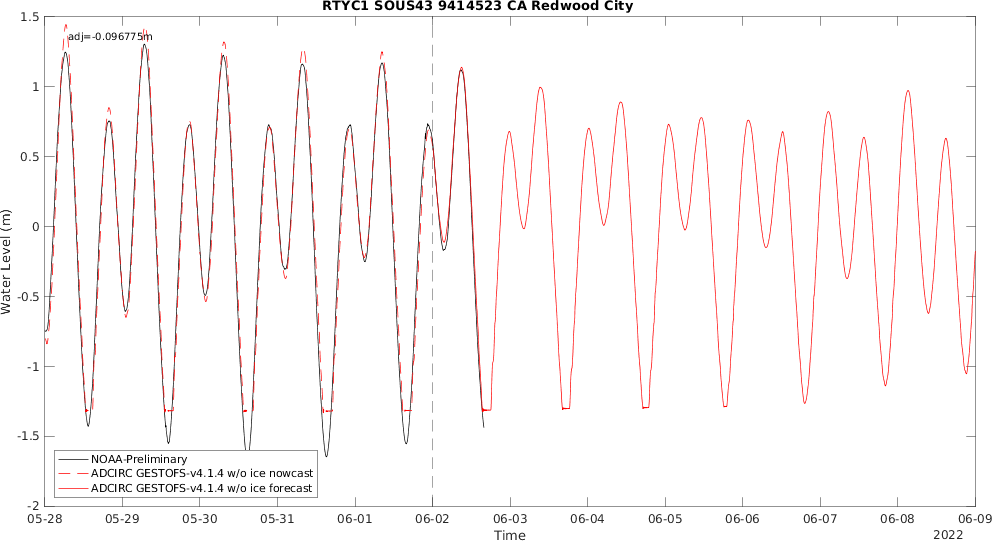 RTYC1 SOUS43 9414523 CA Redwood City
adj=-0.096775m
1.5
1
0.5
0
-0.5
-1
-1.5
-2
Water Level (m)
NOAA-Preliminary
ADCIRC GESTOFS-v4.1.4 w/o ice nowcast
ADCIRC GESTOFS-v4.1.4 w/o ice forecast
05-28 05-29 05-30 05-31 06-01 06-02 06-03 06-04 06-05 06-06 06-07 06-08 06-09
Time
2022